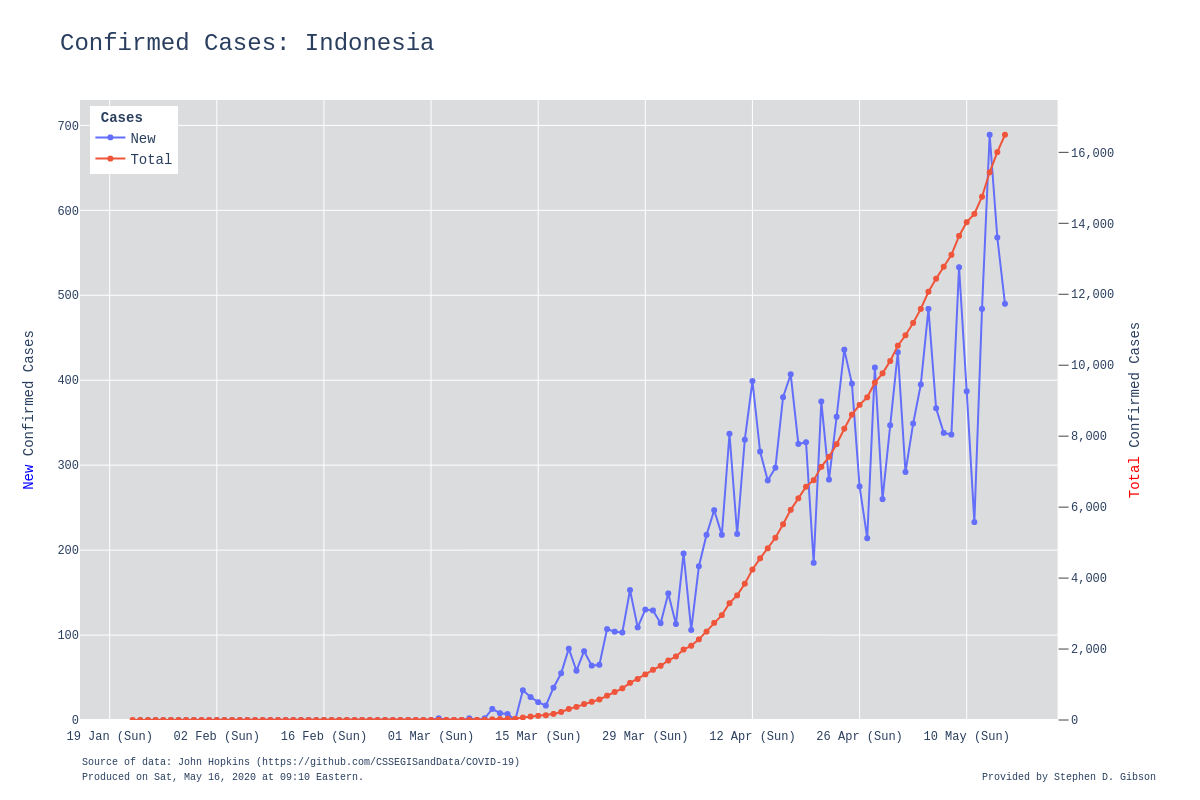 Confirmed Cases: Indonesia
Cases
New
Total
700
600
500
400
300
200
100
0
New Confirmed Cases
16,000
14,000
12,000
10,000
8,000
6,000
4,000
2,000
0
Total Confirmed Cases
19 Jan (Sun) 02 Feb (Sun) 16 Feb (Sun) 01 Mar (Sun) 15 Mar (Sun) 29 Mar (Sun) 12 Apr (Sun) 26 Apr (Sun) 10 May (Sun)
Source of data: John Hopkins (https://github.com/CSSEGISandData/COVID-19)
Produced on Sat, May 16, 2020 at 09:10 Eastern.
Provided by Stephen D. Gibson